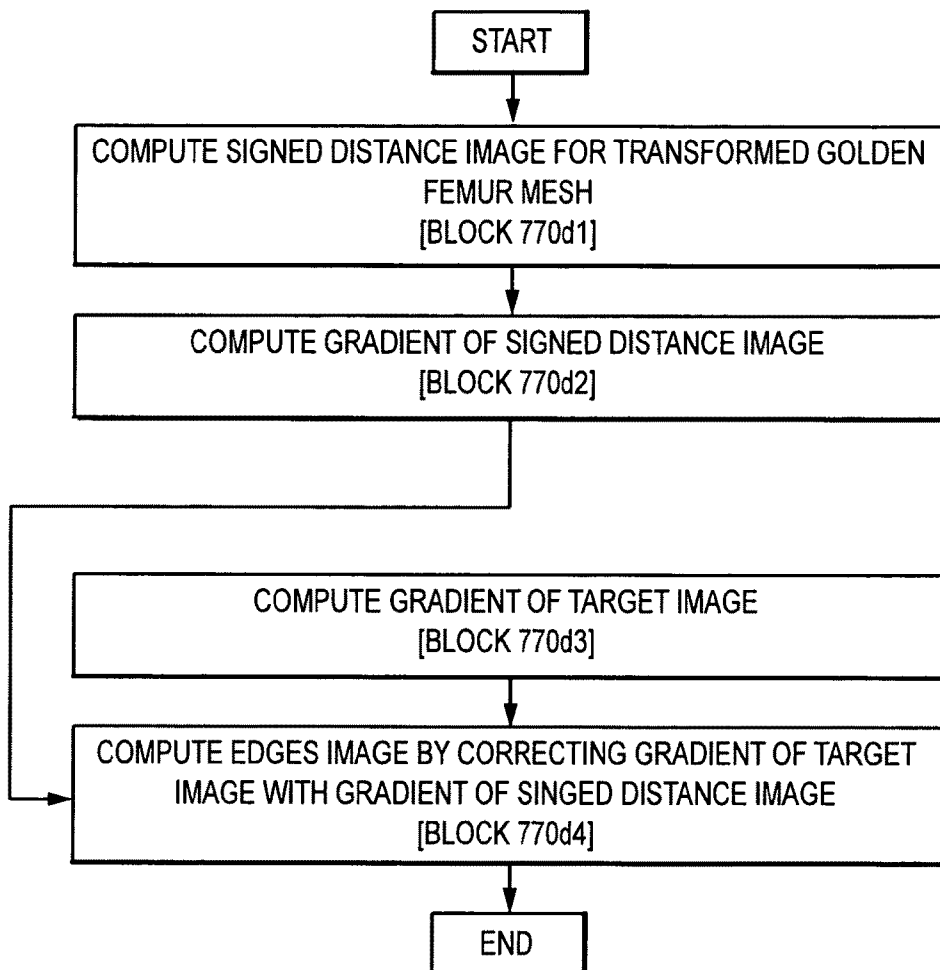 START
COMPUTE SIGNED DISTANCE IMAGE FOR TRANSFORMED GOLDEN
FEMUR MESH
[BLOCK 770d1]
COMPUTE GRADIENT OF SIGNED DISTANCE IMAGE
[BLOCK 770d2]
COMPUTE GRADIENT OF TARGET IMAGE
[BLOCK 770d3]
COMPUTE EDGES IMAGE BY CORRECTING GRADIENT OF TARGET
IMAGE WITH GRADIENT OF SINGED DISTANCE IMAGE
[BLOCK 770d4]
END